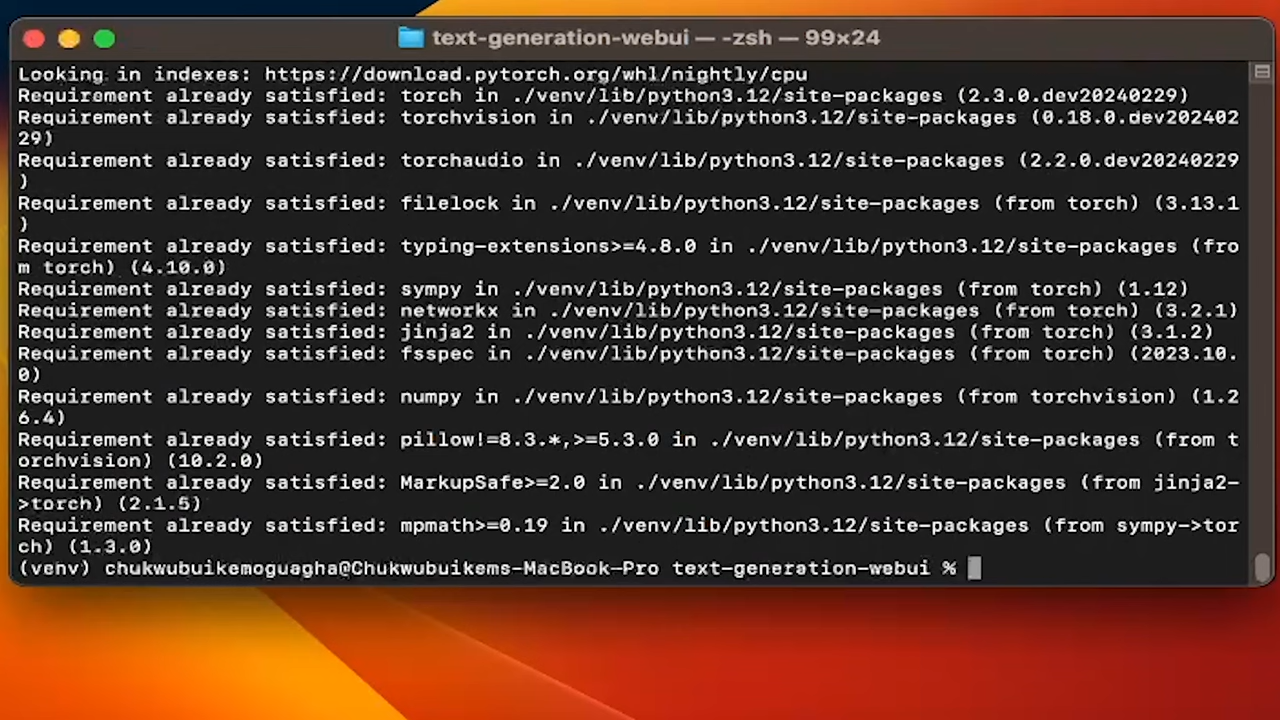 text-generation-webui — -zsh — 99×24
Looking in indexes: https://download.pytorch.org/whl/nightly/cpu
Requirement already satisfied: torch in ./venv/lib/python3.12/site-packages (2.3.0.dev20240229)
Requirement already satisfied: torchvision in ./venv/lib/python3.12/site-packages (0.18.0.dev202402
29)
Requirement already satisfied: torchaudio in ./venv/lib/python3.12/site-packages (2.2.0.dev20240229
)
Requirement already satisfied: filelock in ./venv/lib/python3.12/site-packages (from torch) (3.13.1
)
Requirement already satisfied: typing-extensions>=4.8.0 in ./venv/lib/python3.12/site-packages (fro
m torch) (4.10.0)
Requirement already satisfied: sympy in ./venv/lib/python3.12/site-packages (from torch) (1.12)
Requirement already satisfied: networkx in ./venv/lib/python3.12/site-packages (from torch) (3.2.1)
Requirement already satisfied: jinja2 in ./venv/lib/python3.12/site-packages (from torch) (3.1.2)
Requirement already satisfied: fsspec in ./venv/lib/python3.12/site-packages (from torch) (2023.10.
0)
Requirement already satisfied: numpy in ./venv/lib/python3.12/site-packages (from torchvision) (1.2
6.4)
Requirement already satisfied: pillow!=8.3.*,>=5.3.0 in ./venv/lib/python3.12/site-packages (from t
orchvision) (10.2.0)
Requirement already satisfied: MarkupSafe>=2.0 in ./venv/lib/python3.12/site-packages (from jinja2-
>torch) (2.1.5)
Requirement already satisfied: mpmath>=0.19 in ./venv/lib/python3.12/site-packages (from sympy->tor
ch) (1.3.0)
(venv) chukwubuikemoguagha@Chukwubuikems-MacBook-Pro text-generation-webui %